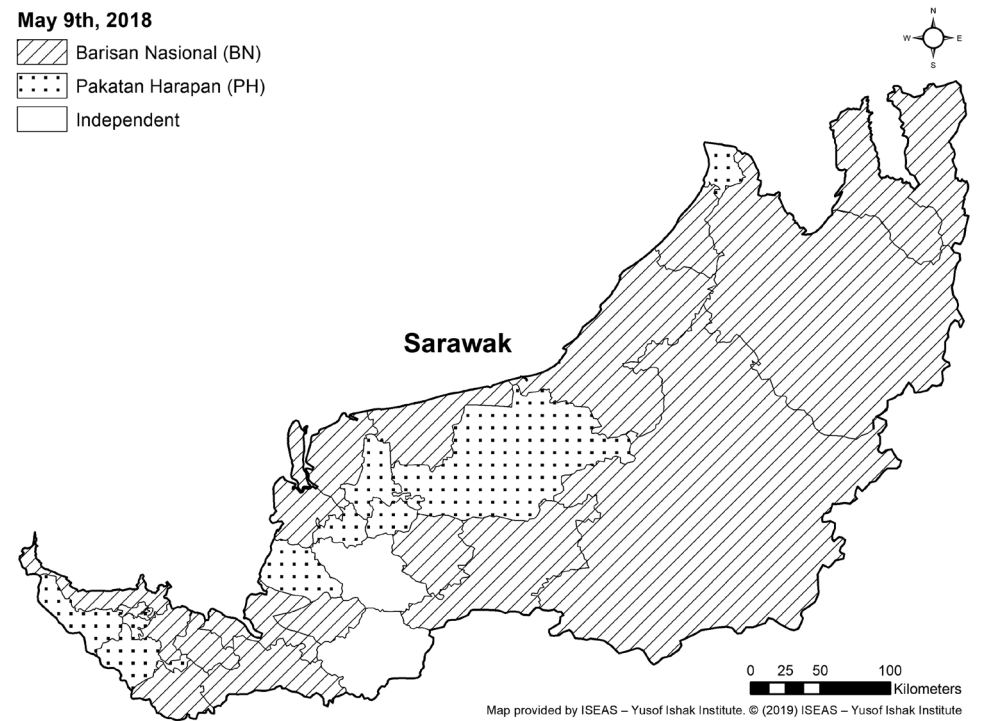 May 9th, 2018
Barisan Nasional (BN)
Pakatan Harapan (PH)
Independent
N
W E
S
Sarawak
0 25 50 100
Kilometers
Map provided by ISEAS – Yusof Ishak Institute. © (2019) ISEAS – Yusof Ishak Institute